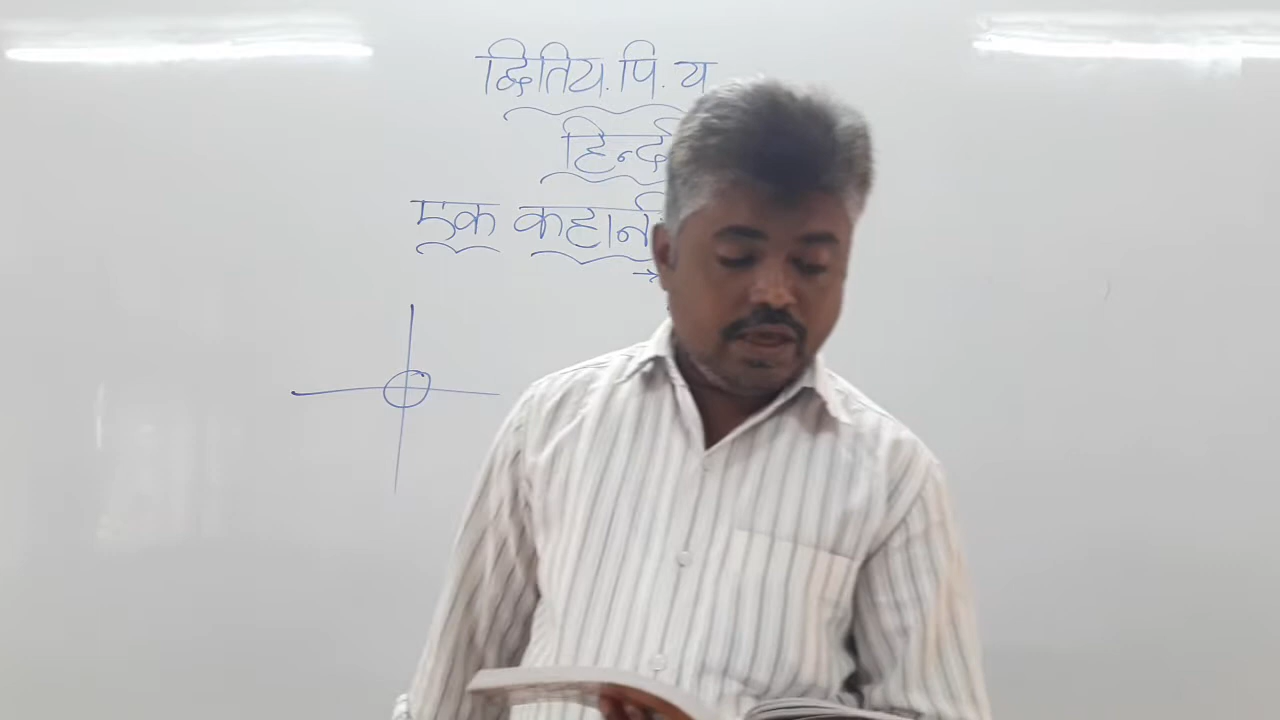 द्वितिय. पि. य
हिन्द
एक कहान